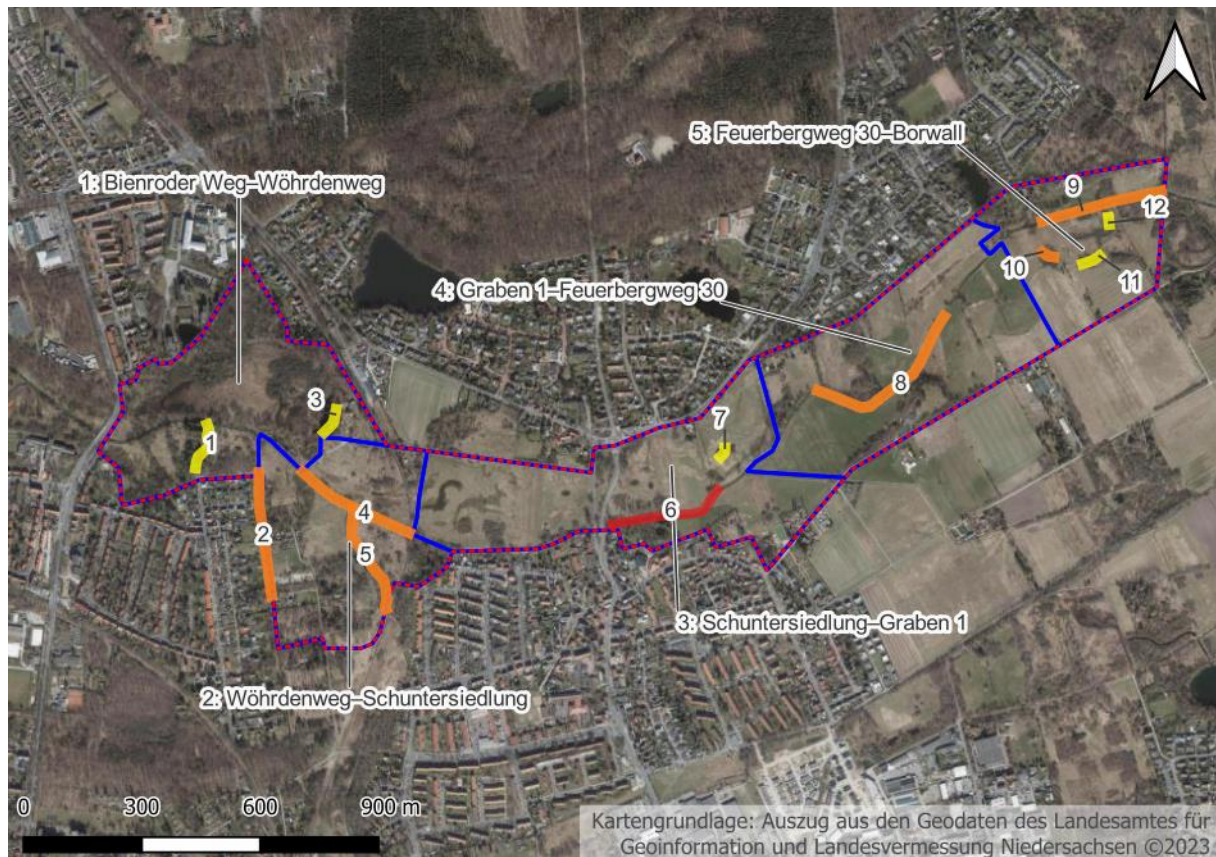 5: Feuerbergweg 30–Borwall
1: Bienroder Weg–Wöhrdenweg
9
12
10
11
4: Graben 1–Feuerbergweg 30
8
3
7
1
4
6
2
5
3: Schuntersiedlung–Graben 1
2: Wöhrdenweg–Schuntersiedlung
0 300 600 900 m
Kartengrundlage: Auszug aus den Geodaten des Landesamtes für
Geoinformation und Landesvermessung Niedersachsen ©2023